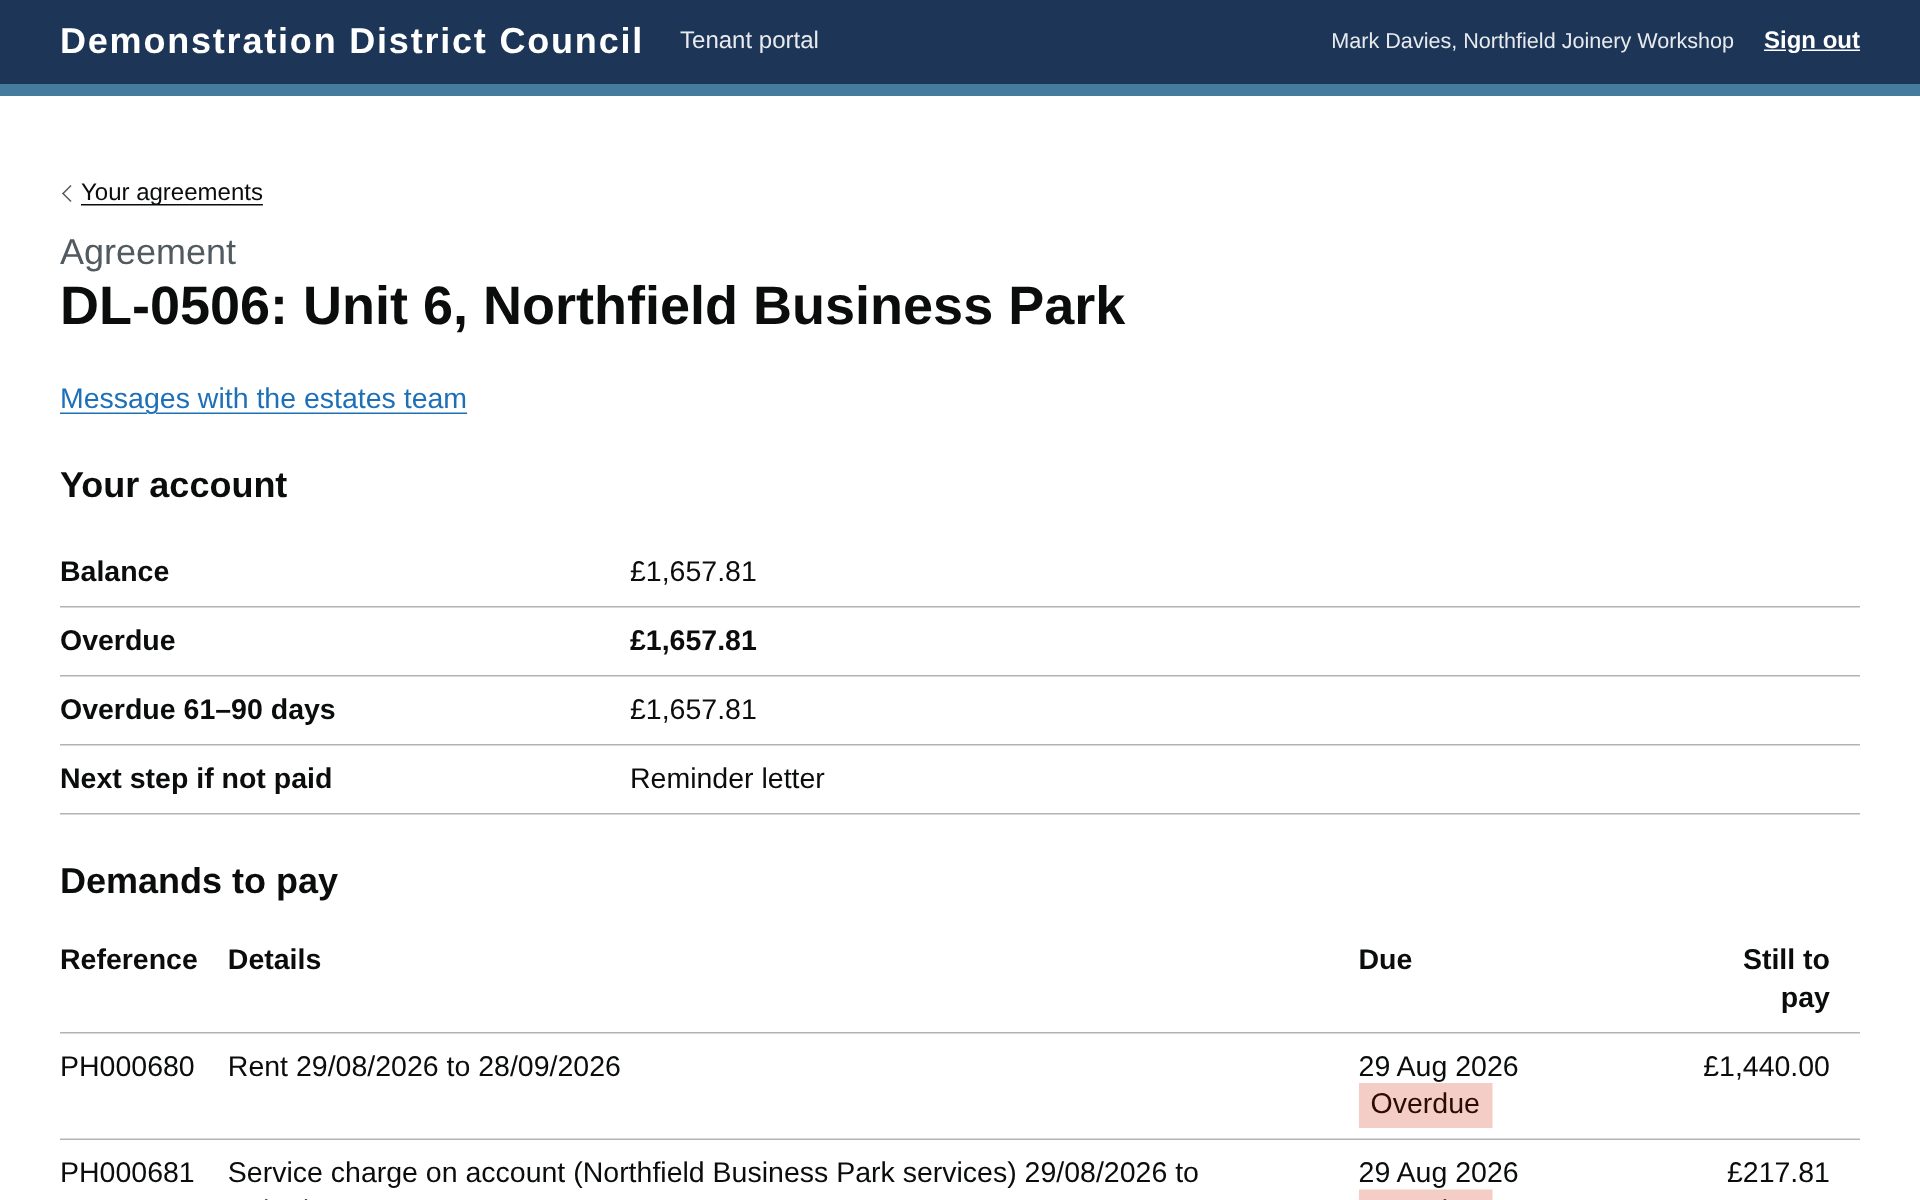 Demonstration District Council
Tenant portal
Mark Davies, Northfield Joinery Workshop
Sign out
Your agreements
Agreement
DL-0506: Unit 6, Northfield Business Park
Messages with the estates team
Your account
Balance £1,657.81
Overdue £1,657.81
Overdue 61–90 days £1,657.81
Next step if not paid Reminder letter
Demands to pay
Reference Details Due Still to
pay
PH000680 Rent 29/08/2026 to 28/09/2026 29 Aug 2026 £1,440.00
Overdue
PH000681 Service charge on account (Northfield Business Park services) 29/08/2026 to 29 Aug 2026 £217.81